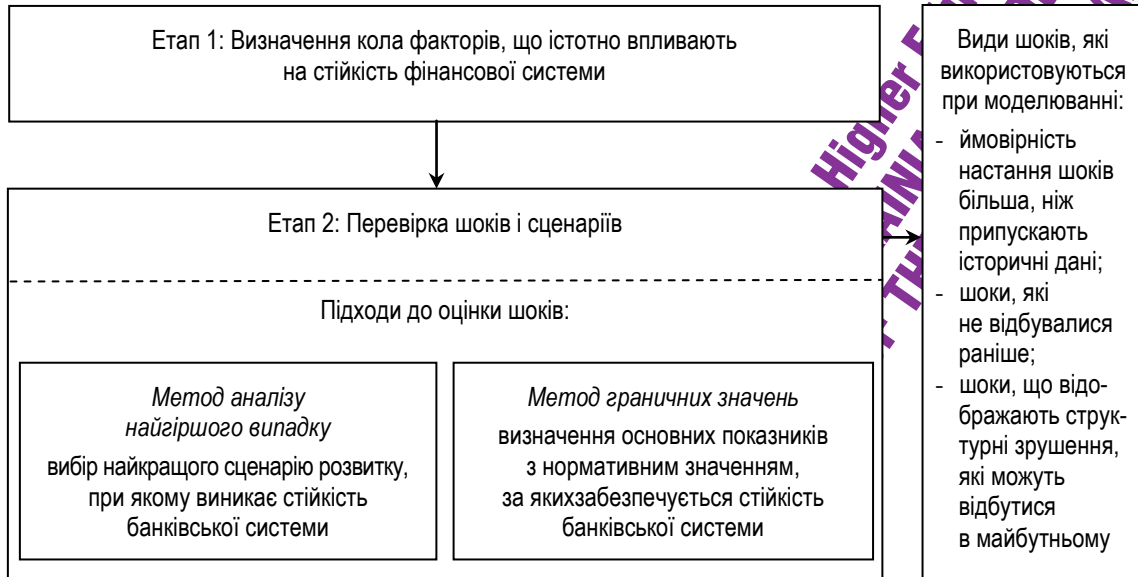 Етап 1: Визначення кола факторів, що істотно впливають
на стійкість фінансової системи
Етап 2: Перевірка шоків і сценаріїв
Підходи до оцінки шоків:
Метод аналізу
найгіршого випадку
вибір найкращого сценарію розвитку,
при якому виникає стійкість
банківської системи
Метод граничних значень
визначення основних показників
з нормативним значенням,
за якихзабезпечується стійкість
банківської системи
Види шоків, які
використовуються
при моделюванні:
- ймовірність
настання шоків
більша, ніж
припускають
історичні дані;
- шоки, які
не відбувалися
раніше;
- шоки, що відо-
бражають струк-
турні зрушення,
які можуть
відбутися
в майбутньому
Higher